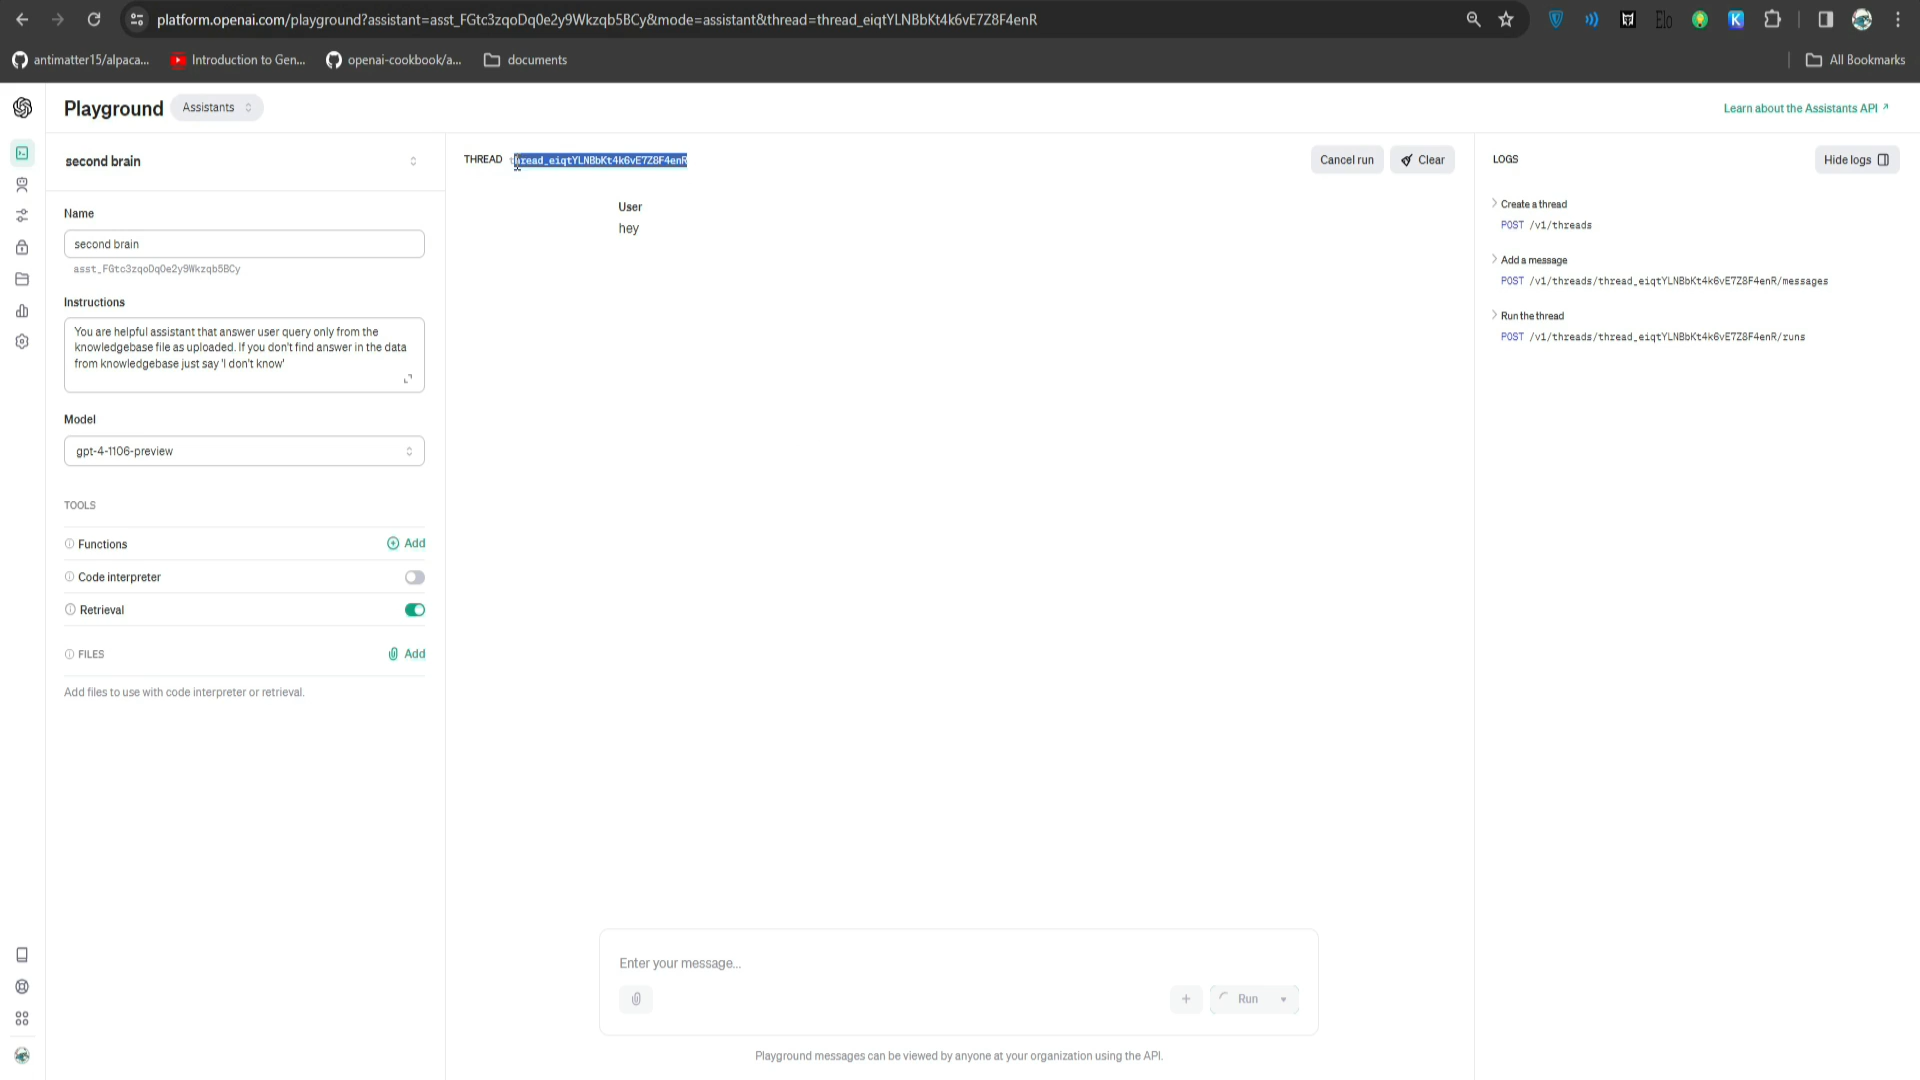 platform.openai.com/playground?assistant=asst_FGtc3zqoDq0e2y9Wkzqb5BCy&mode=assistant&thread=thread_eiqtYLNBbKt4k6vE7Z8F4enR
Elo
K
antimatter15/alpaca...
Introduction to Gen...
openai-cookbook/a...
documents
All Bookmarks
Playground
Assistants
Learn about the Assistants API
second brain
Name
second brain
asst_FGtc3zqoDq0e2y9Wkzqb5BCy
Instructions
You are helpful assistant that answer user query only from the
knowledgebase file as uploaded. If you don't find answer in the data
from knowledgebase just say 'I don't know'
Model
gpt-4-1106-preview
TOOLS
Functions
Add
Code interpreter
Retrieval
FILES
Add
Add files to use with code interpreter or retrieval.
THREAD thread_eiqtYLNBbKt4k6vE7Z8F4enR
Cancel run
Clear
User
hey
Enter your message...
Run
Playground messages can be viewed by anyone at your organization using the API.
LOGS
Hide logs
Create a thread
POST /v1/threads
Add a message
POST /v1/threads/thread_eiqtYLNBbKt4k6vE7Z8F4enR/messages
Run the thread
POST /v1/threads/thread_eiqtYLNBbKt4k6vE7Z8F4enR/runs